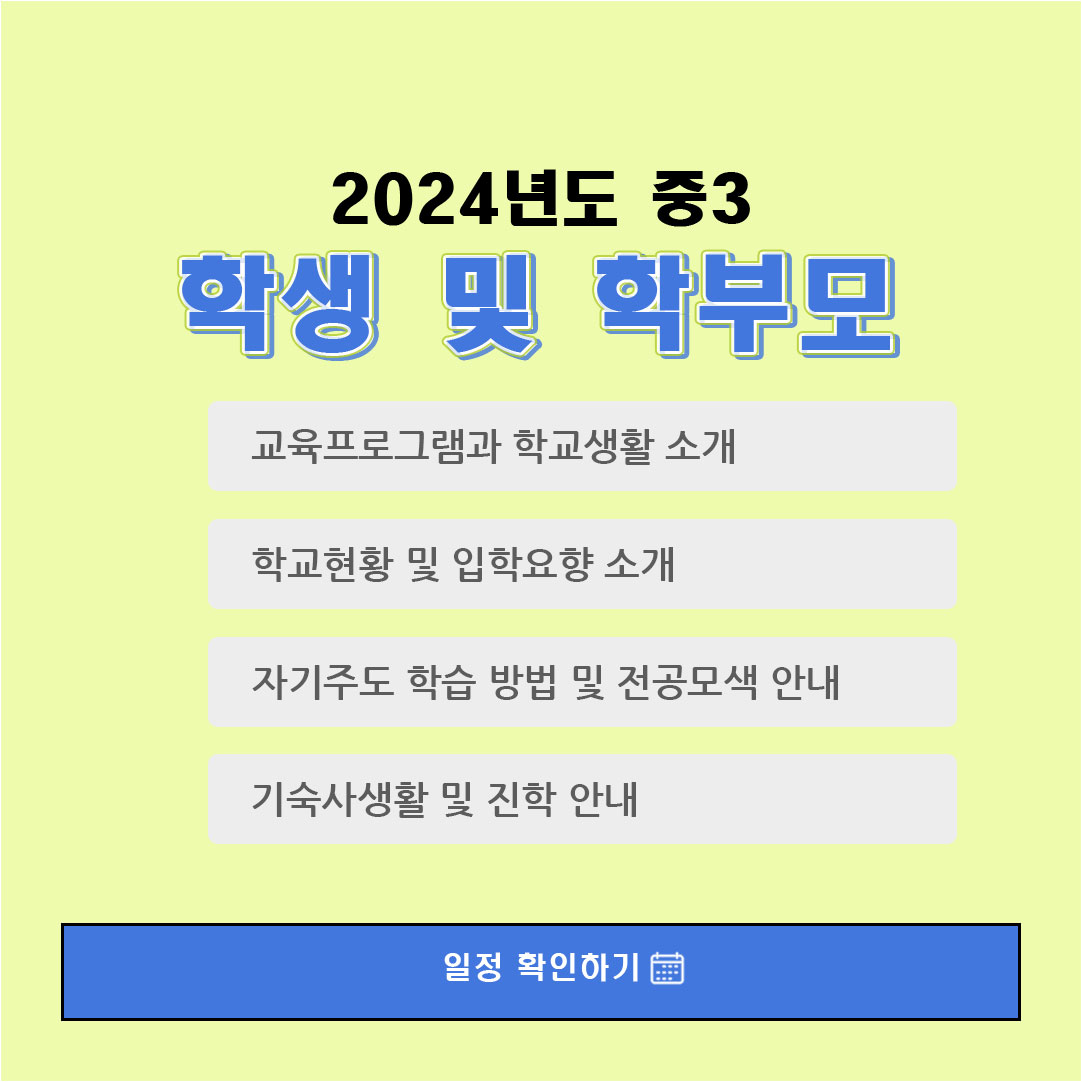 2024년도 중3
학생 및 학부모
교육프로그램과 학교생활 소개
학교현황 및 입학요향 소개
자기주도 학습 방법 및 전공모색 안내
기숙사생활 및 진학 안내
일정 확인하기